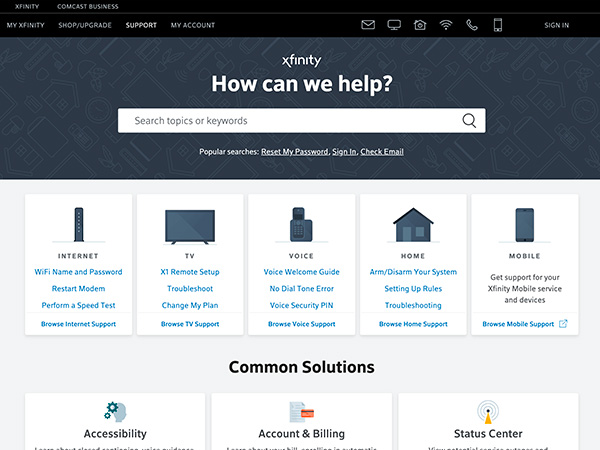 XFINITY COMCAST BUSINESS
MY XFINITY SHOP/UPGRADE SUPPORT MY ACCOUNT SIGN IN
xfinity
How can we help?
Search topics or keywords
Popular searches: Reset My Password, Sign In, Check Email
INTERNET
WiFi Name and Password
Restart Modem
Perform a Speed Test
Browse Internet Support
TV
X1 Remote Setup
Troubleshoot
Change My Plan
Browse TV Support
VOICE
Voice Welcome Guide
No Dial Tone Error
Voice Security PIN
Browse Voice Support
HOME
Arm/Disarm Your System
Setting Up Rules
Troubleshooting
Browse Home Support
MOBILE
Get support for your
Xfinity Mobile service
and devices
Browse Mobile Support
Common Solutions
Accessibility
Account & Billing
Status Center